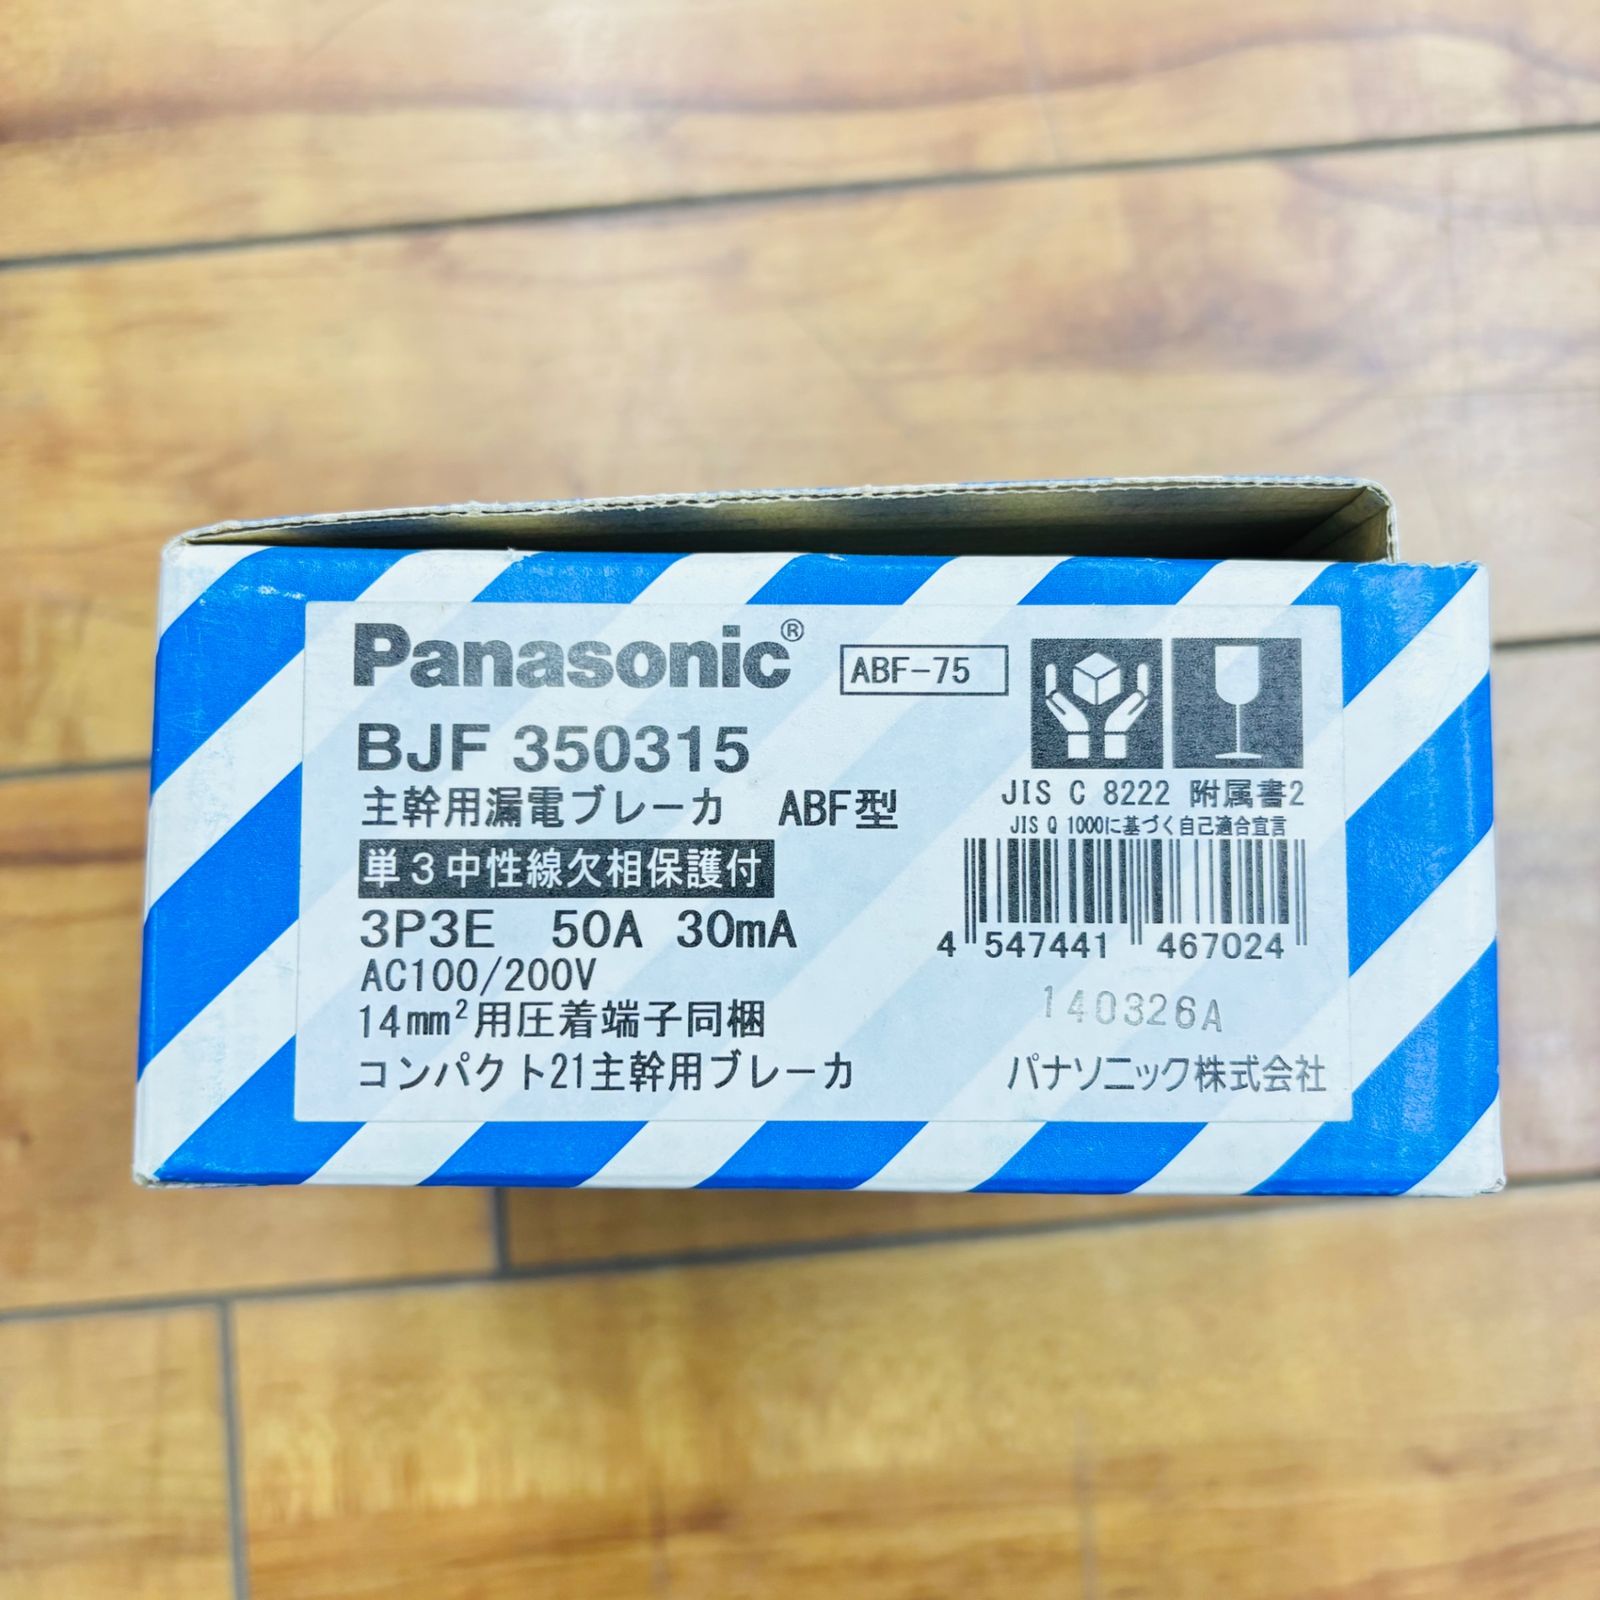 Panasonic®
ABF-75
BJF 350315
主幹用漏電ブレーカ ABF型
単3中性線欠相保護付
3P3E 50A 30mA
AC100/200V
14mm²用圧着端子同梱
コンパクト21主幹用ブレーカ
JIS C 8222 附属書2
JIS Q 1000に基づく自己適合宣言
4 547441 467024
140326A
パナソニック株式会社